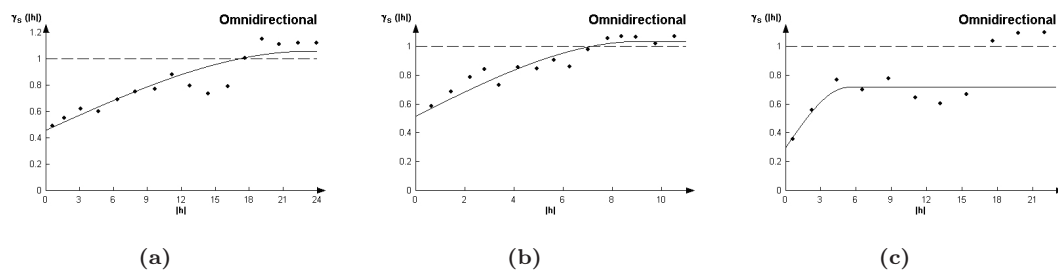 γs (|h|)
Omnidirectional
1.2
1
0.8
0.6
0.4
0.2
0
0 3 6 9 12 15 18 21 24
|h|
(a)
γs (|h|)
Omnidirectional
1
0.8
0.6
0.4
0.2
0
0 2 4 6 8 10
|h|
(b)
γs (|h|)
Omnidirectional
1
0.8
0.6
0.4
0.2
0
0 3 6 9 12 15 18 21
|h|
(c)